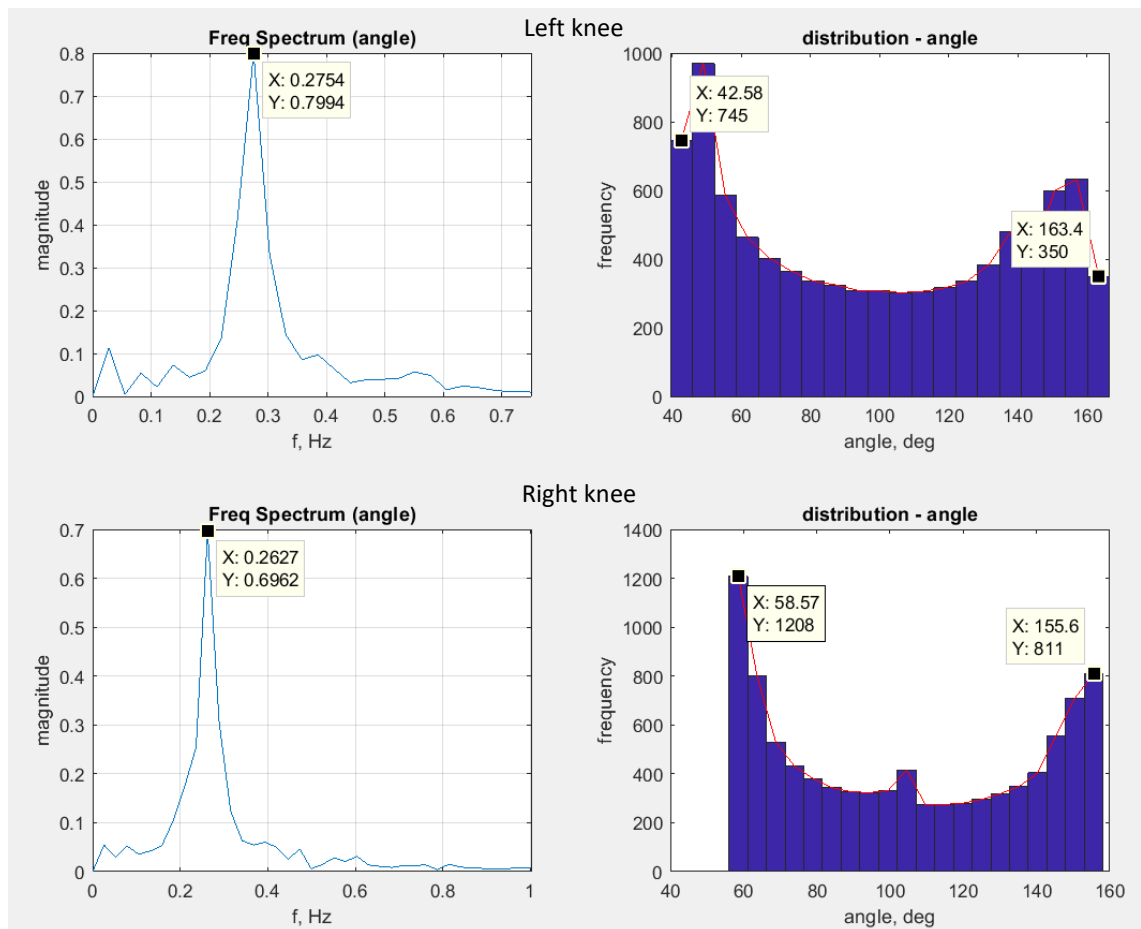 Left knee
Freq Spectrum (angle)
0.8
0.7
0.6
0.5
0.4
0.3
0.2
0.1
0
magnitude
X: 0.2754
Y: 0.7994
0 0.1 0.2 0.3 0.4 0.5 0.6 0.7
f, Hz
distribution - angle
1000
800
600
400
200
0
frequency
X: 42.58
Y: 745
X: 163.4
Y: 350
40 60 80 100 120 140 160
angle, deg
Right knee
Freq Spectrum (angle)
0.7
0.6
0.5
0.4
0.3
0.2
0.1
0
magnitude
X: 0.2627
Y: 0.6962
0 0.2 0.4 0.6 0.8 1
f, Hz
distribution - angle
1400
1200
1000
800
600
400
200
0
frequency
X: 58.57
Y: 1208
X: 155.6
Y: 811
40 60 80 100 120 140 160
angle, deg